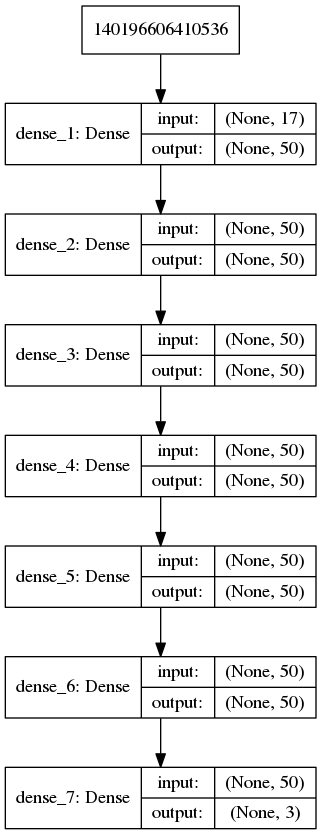 140196606410536
dense_1: Dense
input: (None, 17)
output: (None, 50)
dense_2: Dense
input: (None, 50)
output: (None, 50)
dense_3: Dense
input: (None, 50)
output: (None, 50)
dense_4: Dense
input: (None, 50)
output: (None, 50)
dense_5: Dense
input: (None, 50)
output: (None, 50)
dense_6: Dense
input: (None, 50)
output: (None, 50)
dense_7: Dense
input: (None, 50)
output: (None, 3)